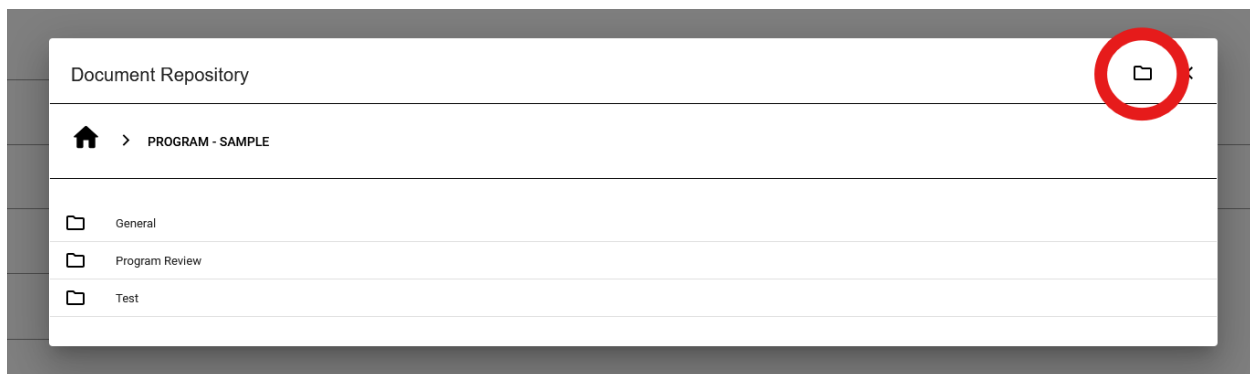 Document Repository
PROGRAM - SAMPLE
General
Program Review
Test